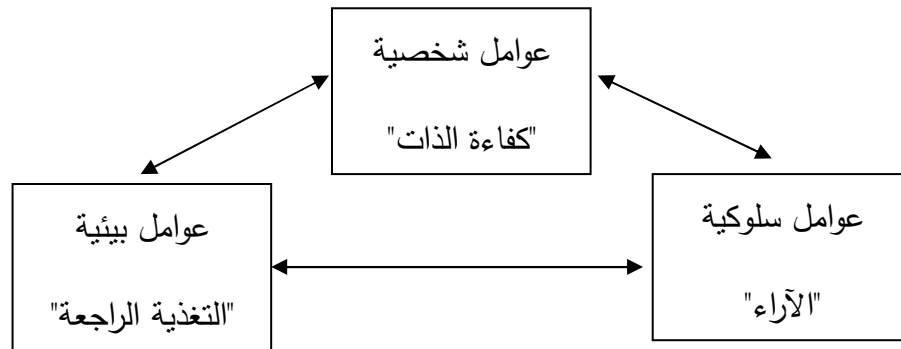 عوامل شخصية
"كفاءة الذات"
عوامل سلوكية
"الآراء"
عوامل بيئية
"التغذية الراجعة"